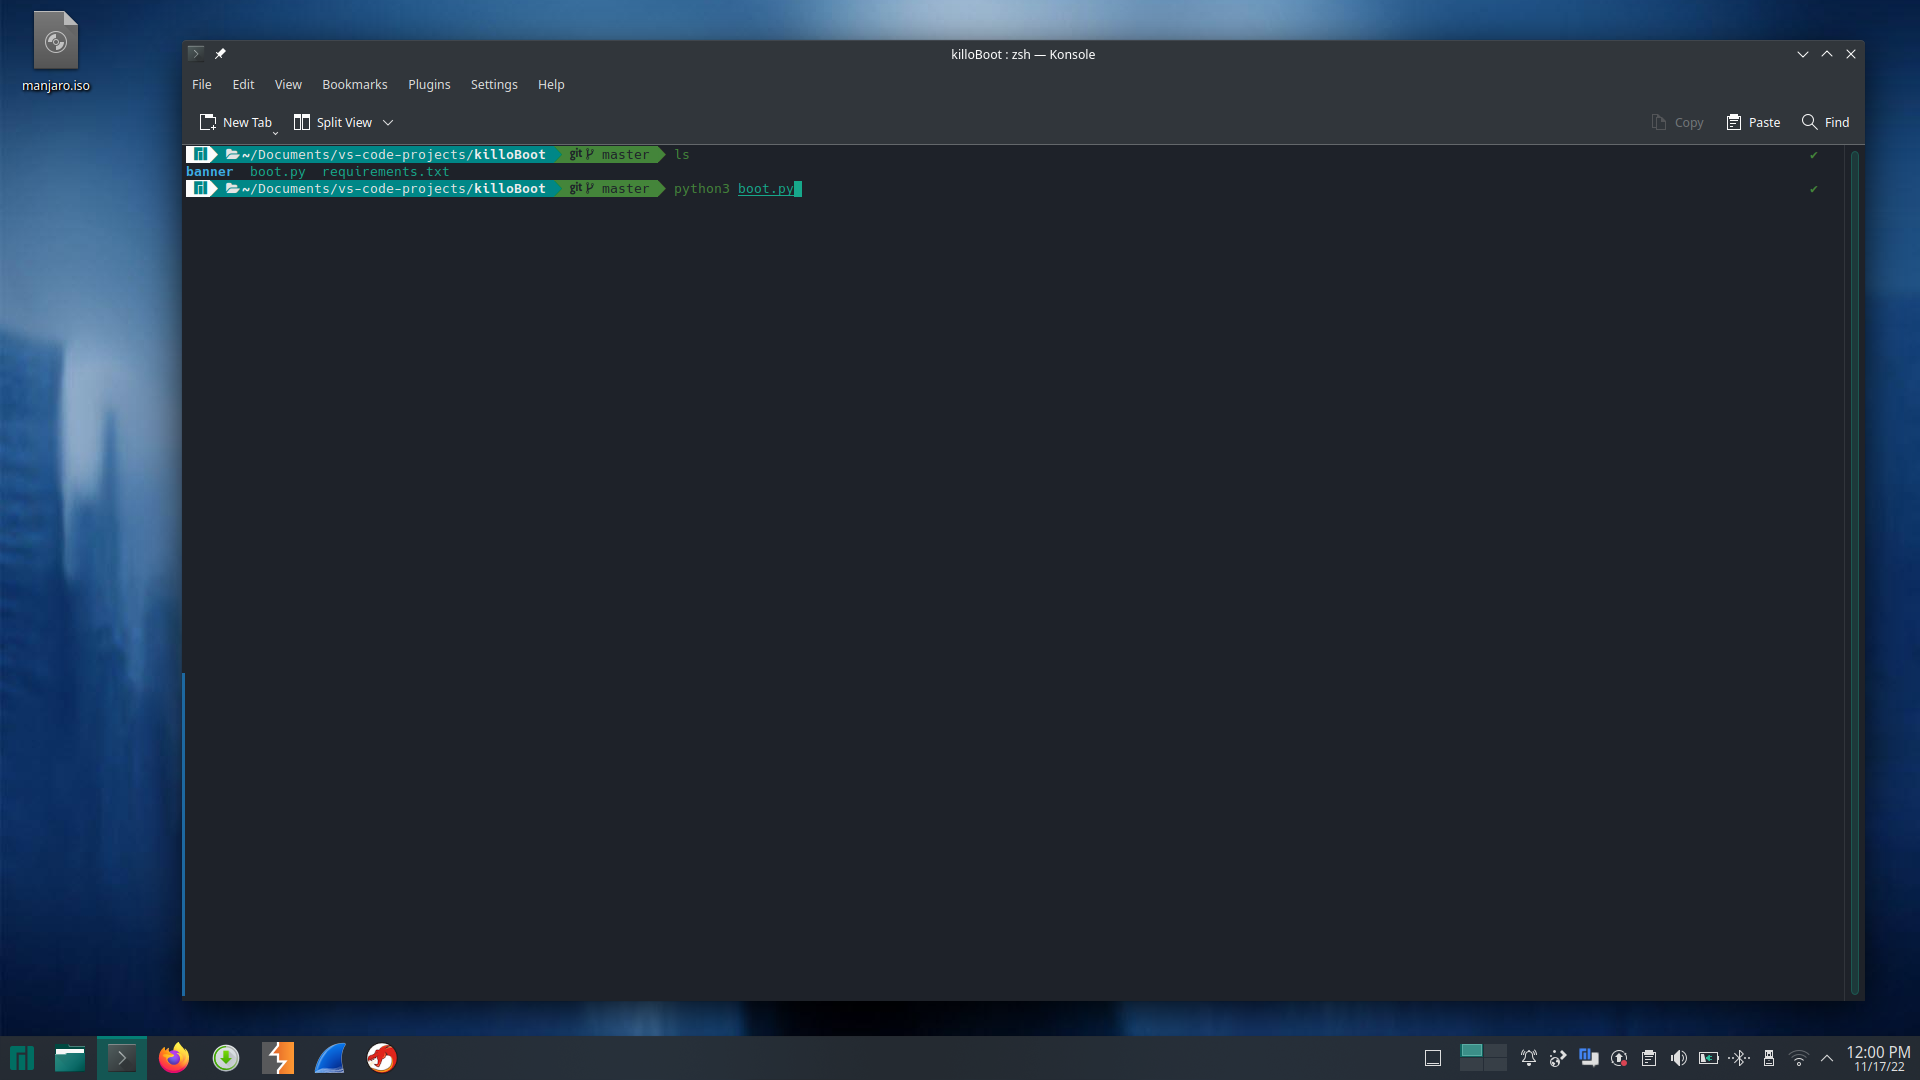 manjaro.iso
killoBoot : zsh — Konsole
File Edit View Bookmarks Plugins Settings Help
New Tab Split View Copy Paste Find
~/Documents/vs-code-projects/killoBoot git master ls ✔
banner boot.py requirements.txt
~/Documents/vs-code-projects/killoBoot git master python3 boot.py ✔
12:00 PM
11/17/22